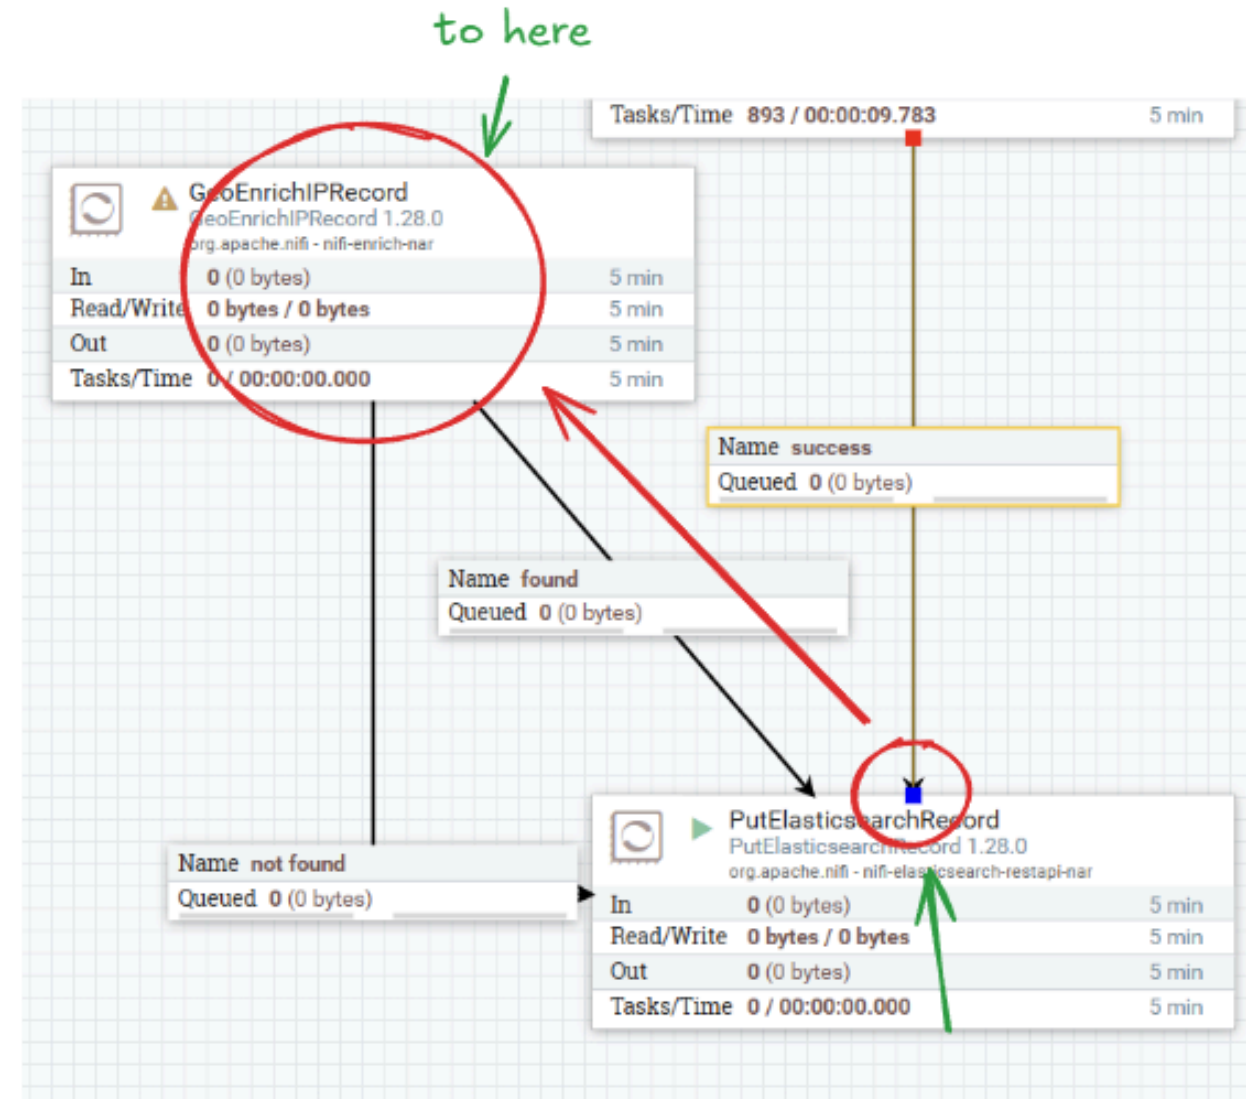 to here
Tasks/Time 893 / 00:00:09.783 5 min
GeoEnrichIPRecord
GeoEnrichIPRecord 1.28.0
org.apache.nifi - nifi-enrich-nar
In 0 (0 bytes) 5 min
Read/Write 0 bytes / 0 bytes 5 min
Out 0 (0 bytes) 5 min
Tasks/Time 0 / 00:00:00.000 5 min
Name success
Queued 0 (0 bytes)
Name found
Queued 0 (0 bytes)
Name not found
Queued 0 (0 bytes)
PutElasticsearchRecord
PutElasticsearchRecord 1.28.0
org.apache.nifi - nifi-elasticsearch-restapi-nar
In 0 (0 bytes) 5 min
Read/Write 0 bytes / 0 bytes 5 min
Out 0 (0 bytes) 5 min
Tasks/Time 0 / 00:00:00.000 5 min